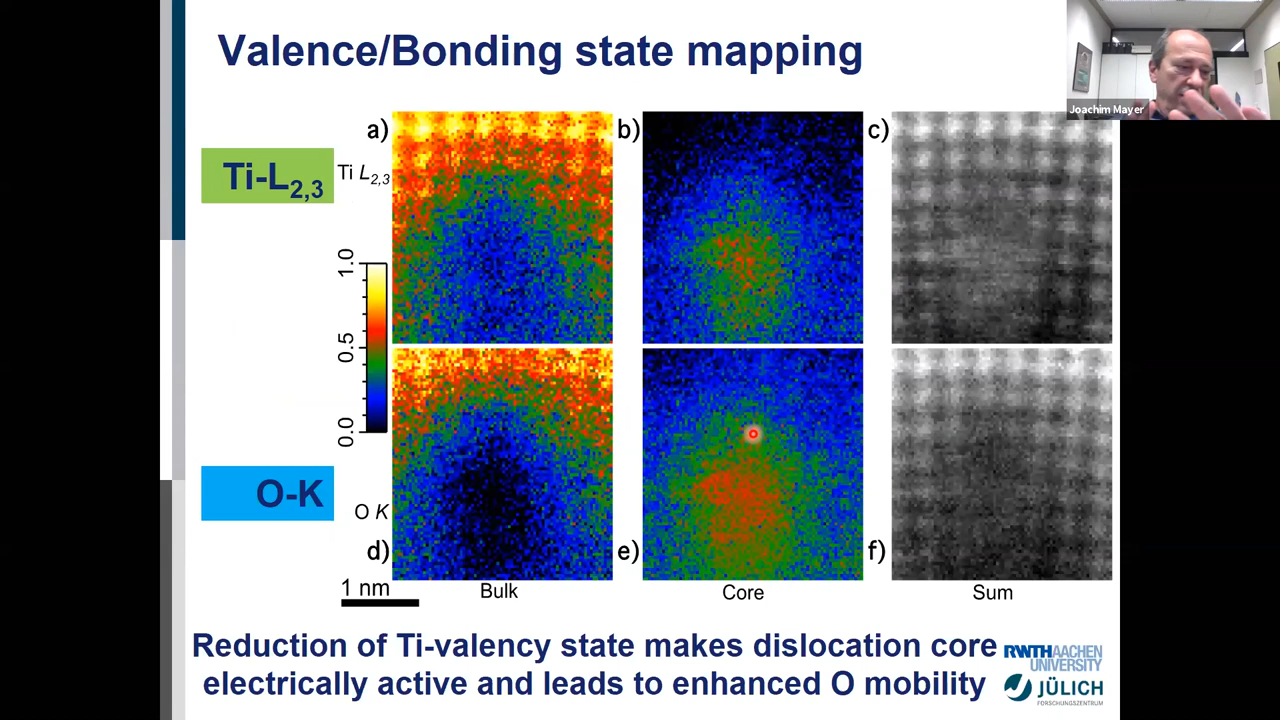 Valence/Bonding state mapping
Joachim Mayer
a)
b)
c)
Ti-L2,3
Ti L2,3
1.0
0.5
0.0
O-K
O K
d)
e)
f)
1 nm
Bulk
Core
Sum
Reduction of Ti-valency state makes dislocation core
electrically active and leads to enhanced O mobility
RWTHAACHEN
UNIVERSITY
JÜLICH
FORSCHUNGSZENTRUM